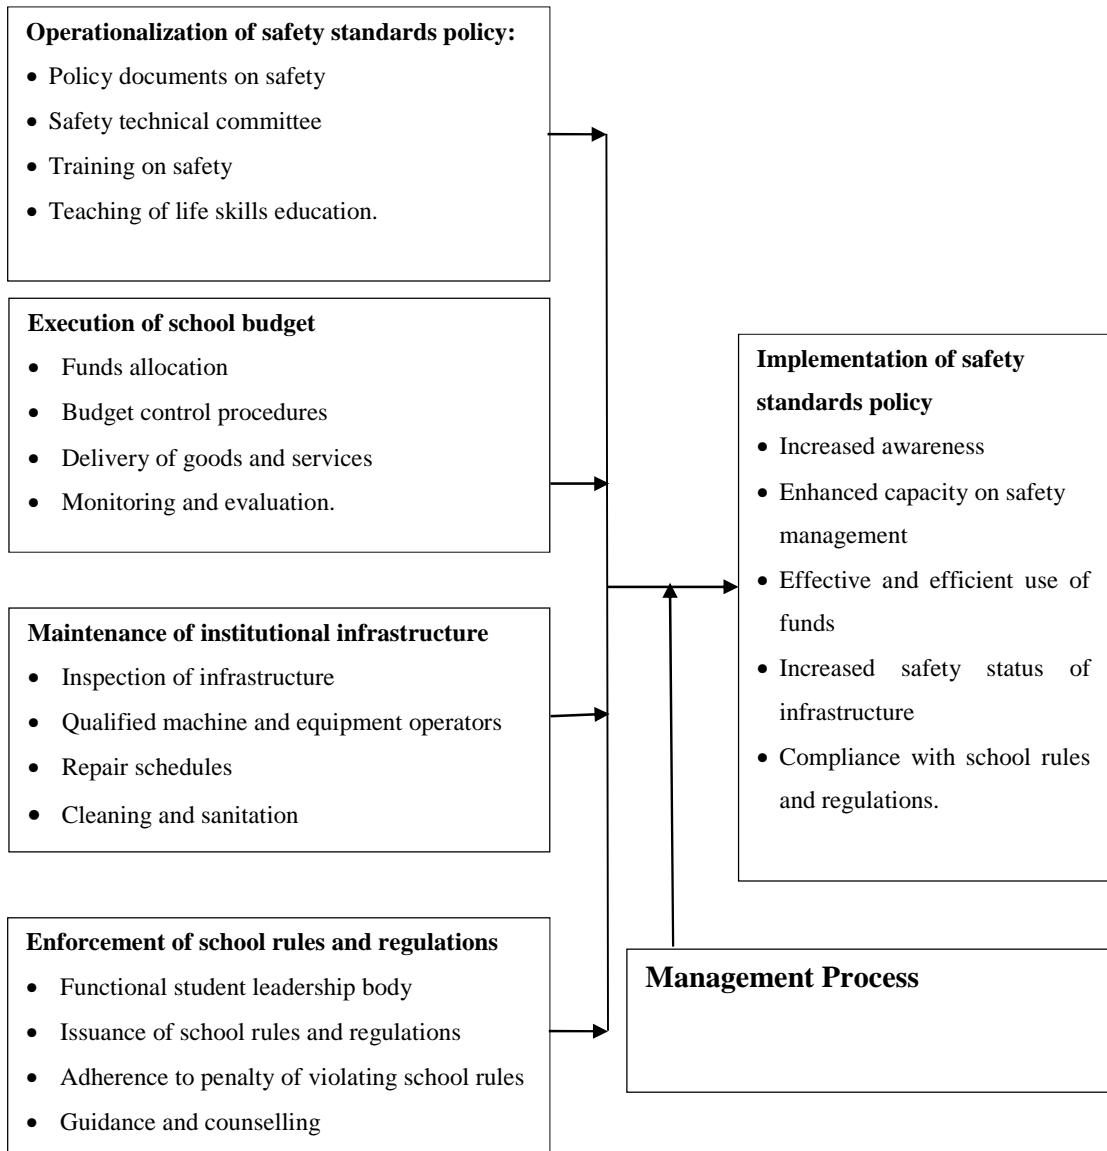 Operationalization of safety standards policy:
• Policy documents on safety
• Safety technical committee
• Training on safety
• Teaching of life skills education.
Execution of school budget
• Funds allocation
• Budget control procedures
• Delivery of goods and services
• Monitoring and evaluation.
Maintenance of institutional infrastructure
• Inspection of infrastructure
• Qualified machine and equipment operators
• Repair schedules
• Cleaning and sanitation
Enforcement of school rules and regulations
• Functional student leadership body
• Issuance of school rules and regulations
• Adherence to penalty of violating school rules
• Guidance and counselling
Implementation of safety
standards policy
• Increased awareness
• Enhanced capacity on safety
management
• Effective and efficient use of
funds
• Increased safety status of
infrastructure
• Compliance with school rules
and regulations.
Management Process